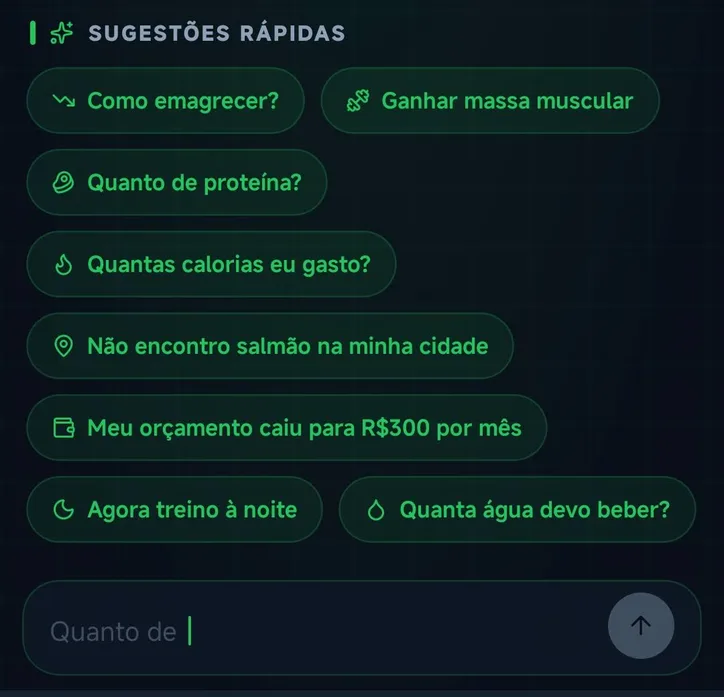 SUGESTÕES RÁPIDAS
Como emagrecer? Ganhar massa muscular
Quanto de proteína?
Quantas calorias eu gasto?
Não encontro salmão na minha cidade
Meu orçamento caiu para R$300 por mês
Agora treino à noite Quanta água devo beber?
Quanto de